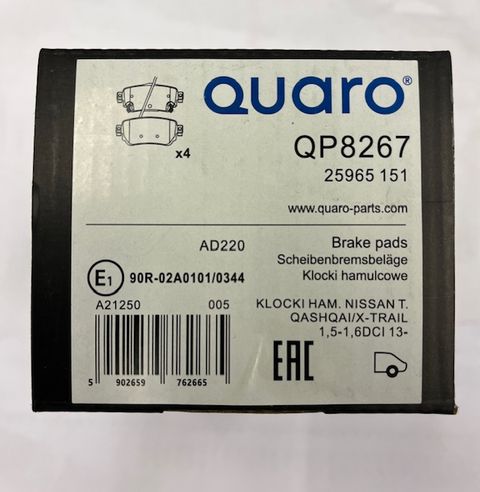 QUARO®
x4
QP8267
25965 151
www.quaro-parts.com
AD220
Brake pads
Scheibenbremsbeläge
Klocki hamulcowe
E1 90R-02A0101/0344
A21250 005
KLOCKI HAM. NISSAN T.
QASHQAI/X-TRAIL
1,5-1,6DCI 13-
EAC
5 902659 762665